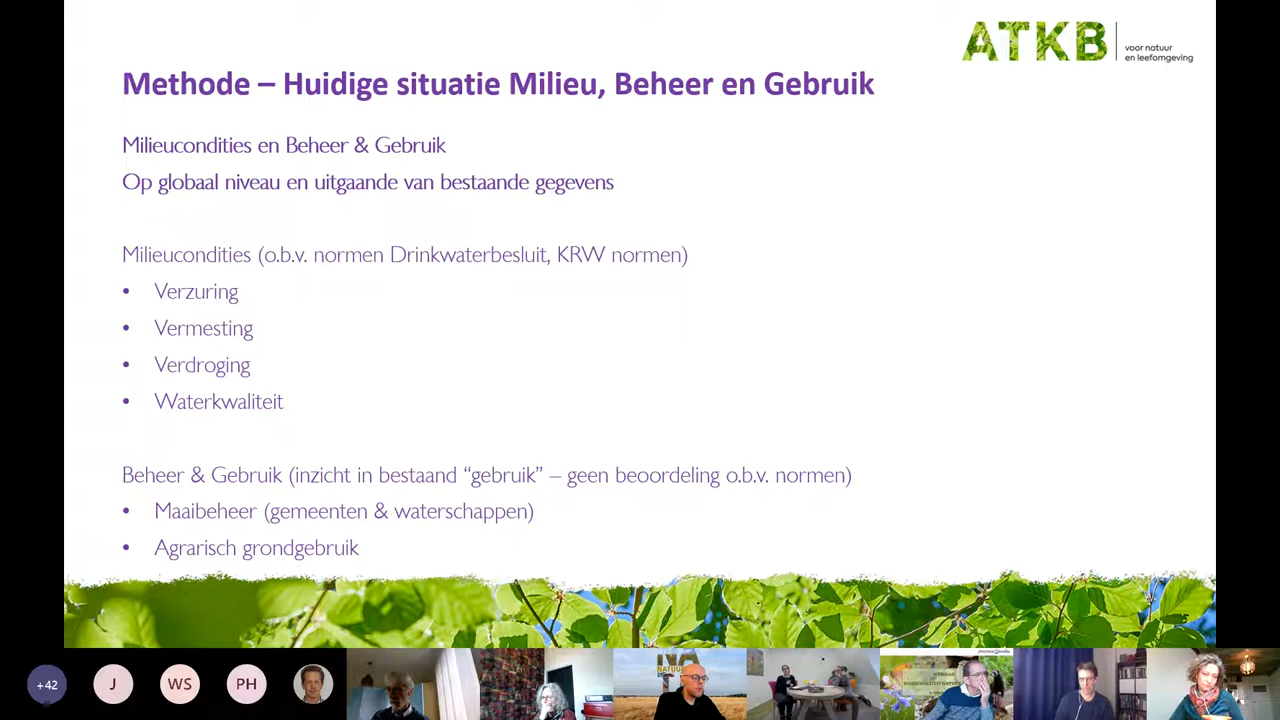 ATKB
voor natuur
en leefomgeving
Methode – Huidige situatie Milieu, Beheer en Gebruik
Milieucondities en Beheer & Gebruik
Op globaal niveau en uitgaande van bestaande gegevens
Milieucondities (o.b.v. normen Drinkwaterbesluit, KRW normen)
• Verzuring
• Vermesting
• Verdroging
• Waterkwaliteit
Beheer & Gebruik (inzicht in bestaand “gebruik” – geen beoordeling o.b.v. normen)
• Maaibeheer (gemeenten & waterschappen)
• Agrarisch grondgebruik
+42
J
WS
PH
NATUUR
WEBINAR